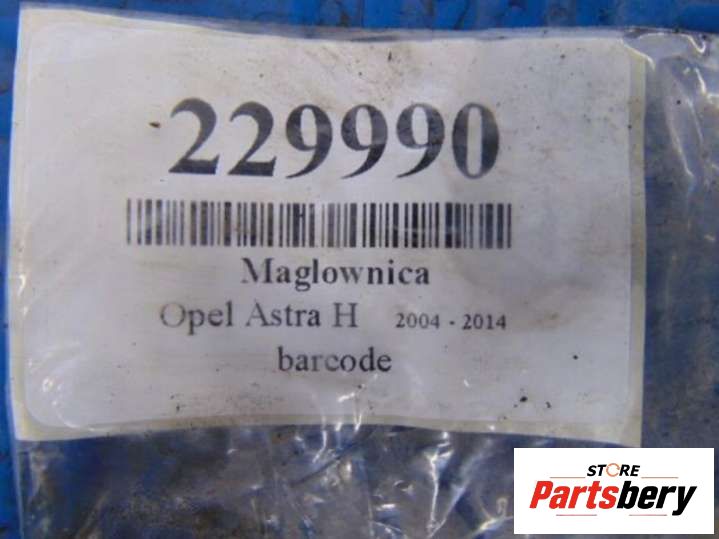 229990
Maglownica
Opel Astra H 2004 - 2014
barcode
STORE
Partsbery